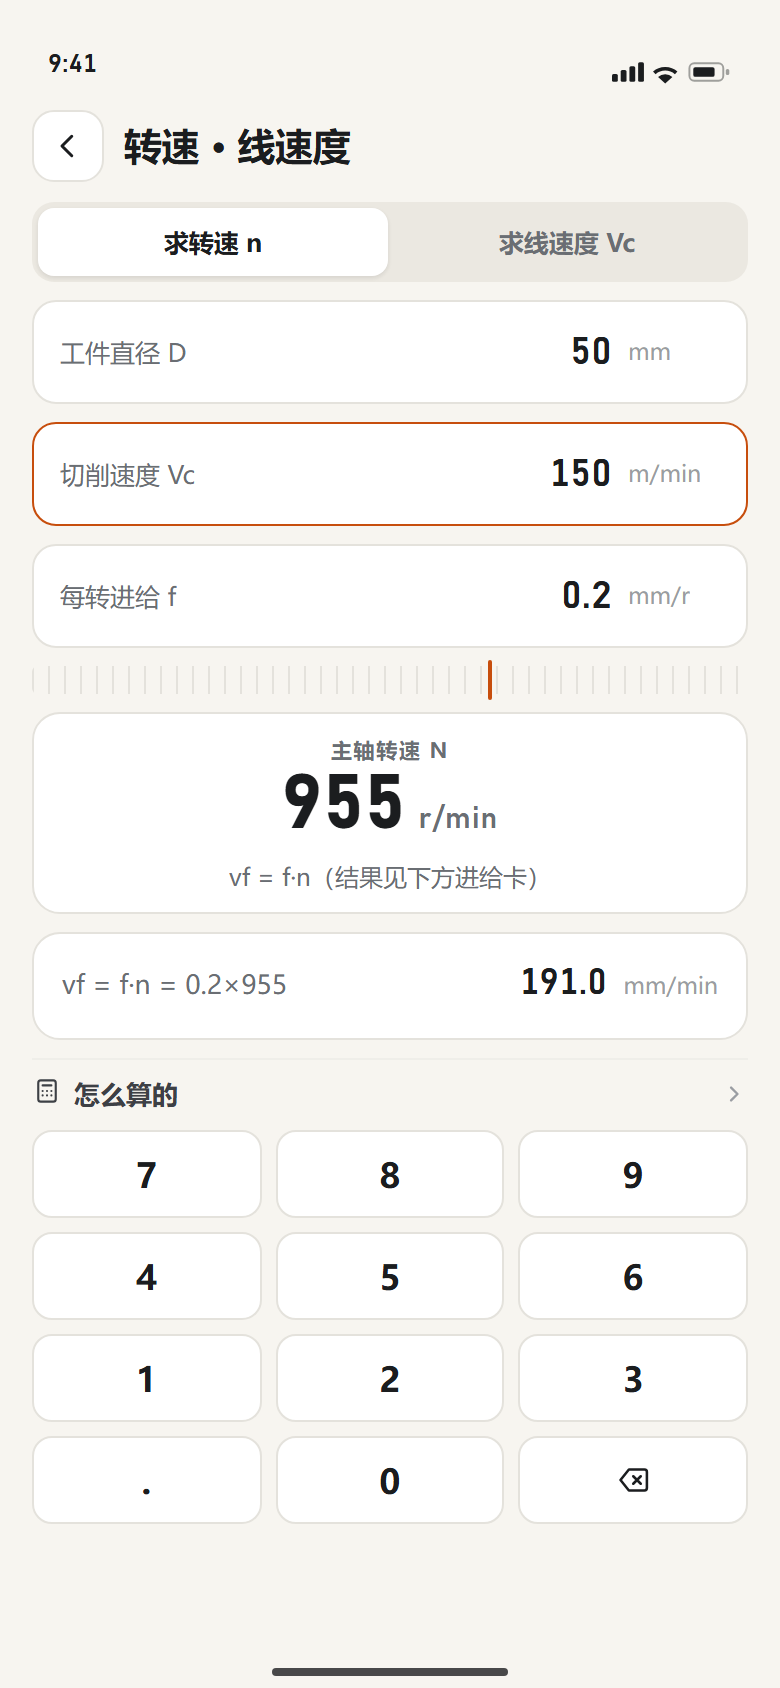 9:41
转速·线速度
求转速 n
求线速度 Vc
工件直径 D 50 mm
切削速度 Vc 150 m/min
每转进给 f 0.2 mm/r
主轴转速 N
955 r/min
vf = f·n（结果见下方进给卡）
vf = f·n = 0.2×955 191.0 mm/min
怎么算的
7 8 9
4 5 6
1 2 3
. 0